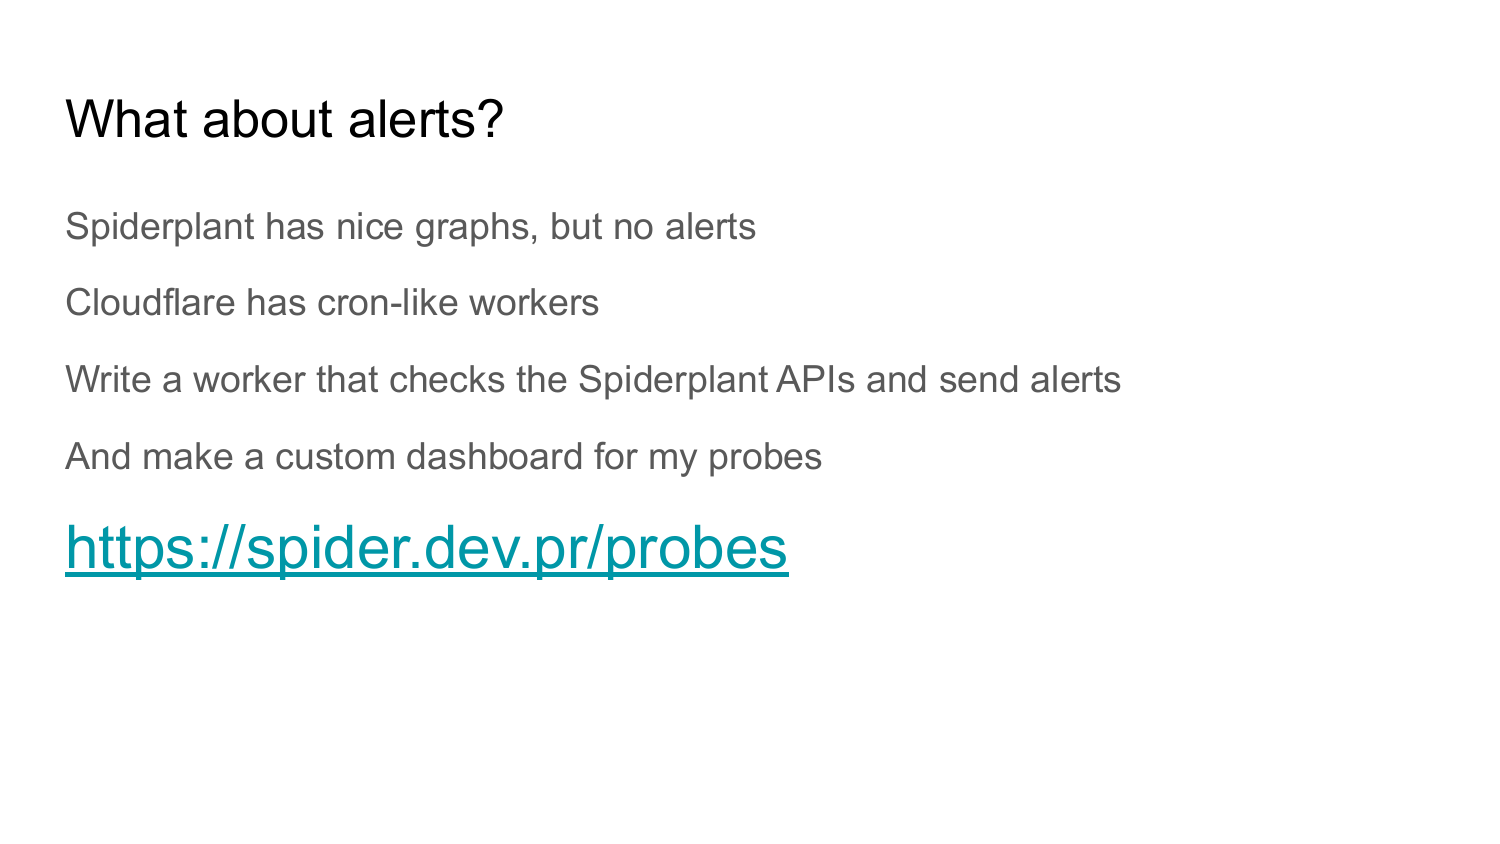 What about alerts?
Spiderplant has nice graphs, but no alerts
Cloudflare has cron-like workers
Write a worker that checks the Spiderplant APIs and send alerts
And make a custom dashboard for my probes
https://spider.dev.pr/probes